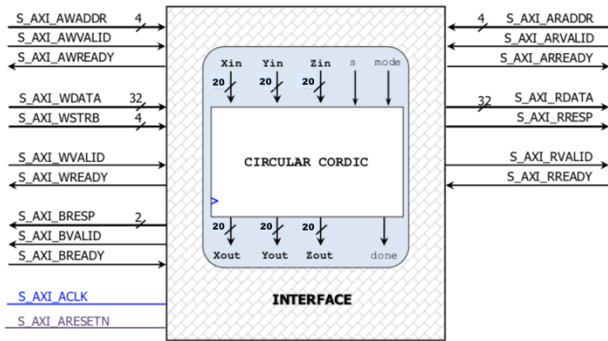 S_AXI_AWADDR 4
S_AXI_AWVALID
S_AXI_AWREADY
S_AXI_WDATA 32
S_AXI_WSTRB 4
S_AXI_WVALID
S_AXI_WREADY
S_AXI_BRESP 2
S_AXI_BVALID
S_AXI_BREADY
S_AXI_ACLK
S_AXI_ARESETN
Xin Yin Zin s mode
20 20 20
CIRCULAR CORDIC
20 20 20
Xout Yout Zout done
INTERFACE
4 S_AXI_ARADDR
S_AXI_ARVALID
S_AXI_ARREADY
32 S_AXI_RDATA
S_AXI_RRESP
S_AXI_RVALID
S_AXI_RREADY